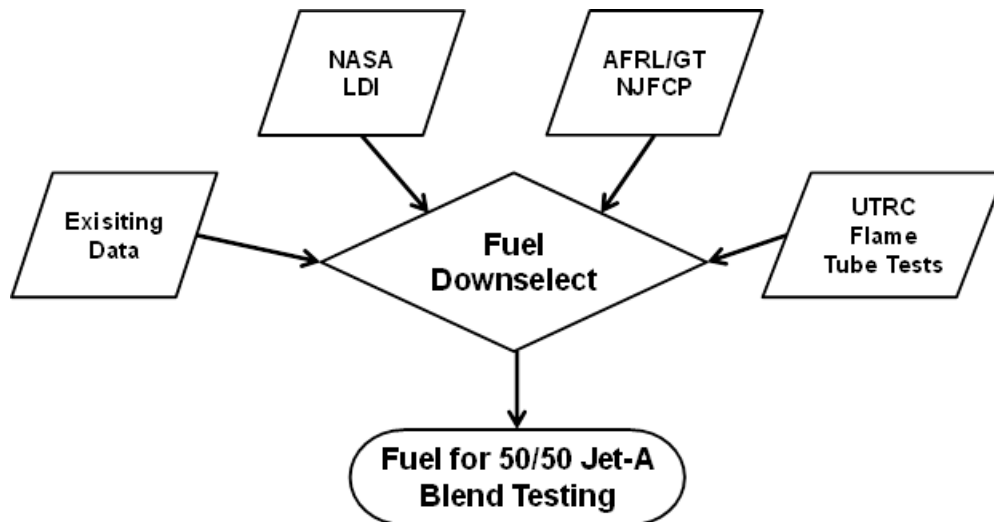 NASA
LDI
AFRL/GT
NJFCP
Exisiting
Data
Fuel
Downselect
UTRC
Flame
Tube Tests
Fuel for 50/50 Jet-A
Blend Testing